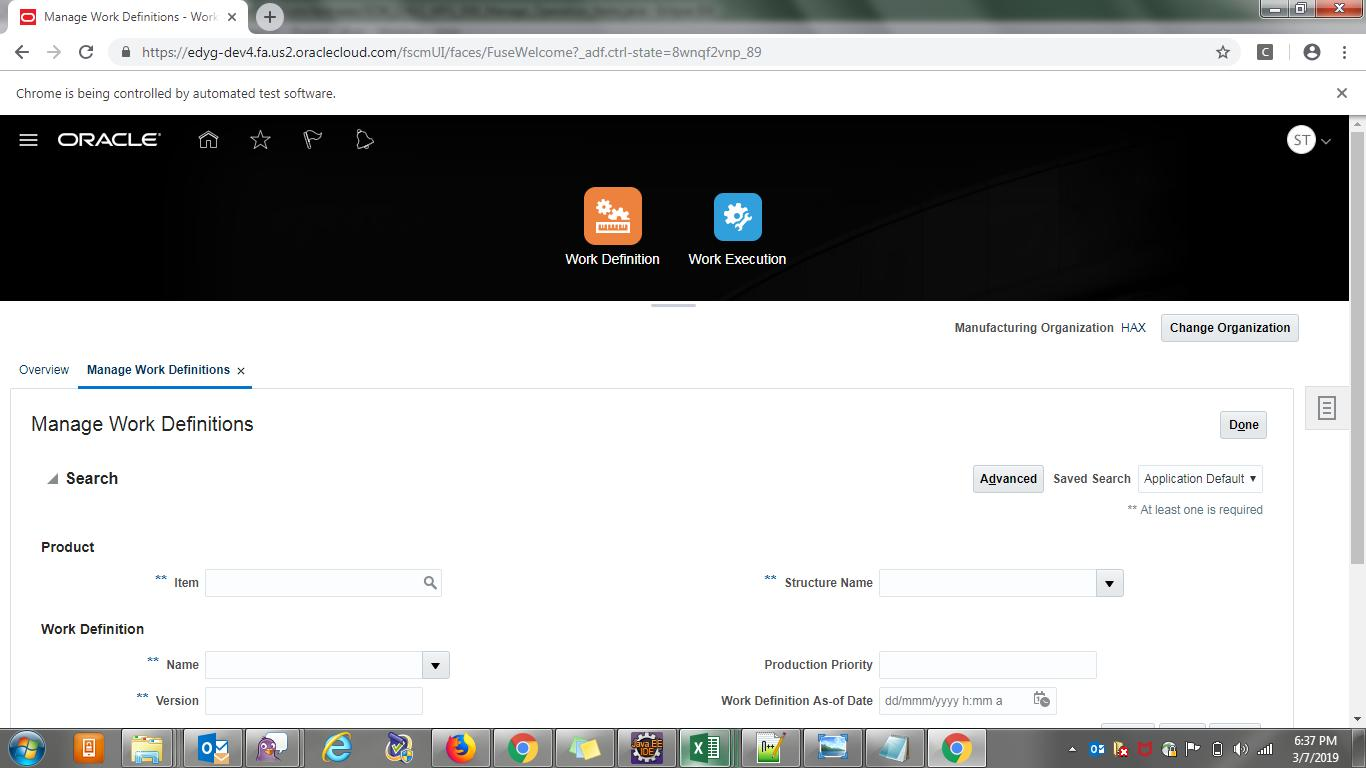 Manage Work Definitions - Work
https://edyg-dev4.fa.us2.oraclecloud.com/fscmUI/faces/FuseWelcome?_adf.ctrl-state=8wnqf2vnp_89
C
Chrome is being controlled by automated test software.
ORACLE
ST
Work Definition Work Execution
Manufacturing Organization HAX Change Organization
Overview Manage Work Definitions
Manage Work Definitions
Done
Search
Advanced Saved Search Application Default
** At least one is required
Product
** Item
** Structure Name
Work Definition
** Name
Production Priority
** Version
Work Definition As-of Date dd/mmm/yyyy h:mm a
Java EE
IDE
6:37 PM
3/7/2019